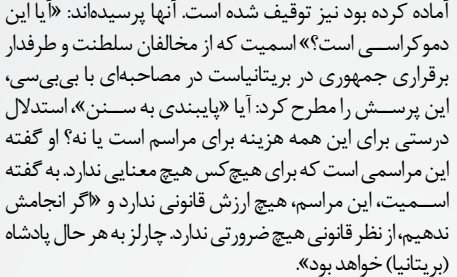 آماده کرده بود نیز توقیف شده است. آنها پرسیده‌اند: «آیا این
دموکراســی است؟» اسمیت که از مخالفان سلطنت و طرفدار
برقراری جمهوری در بریتانیاست در مصاحبه‌ای با بی‌بی‌سی،
این پرســش را مطرح کرد: آیا «پایبندی به ســنن»، استدلال
درستی برای این همه هزینه برای مراسم است یا نه؟ او گفته
این مراسمی است که برای هیچ‌کس هیچ معنایی ندارد. به گفته
اســمیت، این مراسم، هیچ ارزش قانونی ندارد و «اگر انجامش
ندهیم، از نظر قانونی هیچ ضرورتی ندارد. چارلز به هر حال پادشاه
(بریتانیا) خواهد بود».